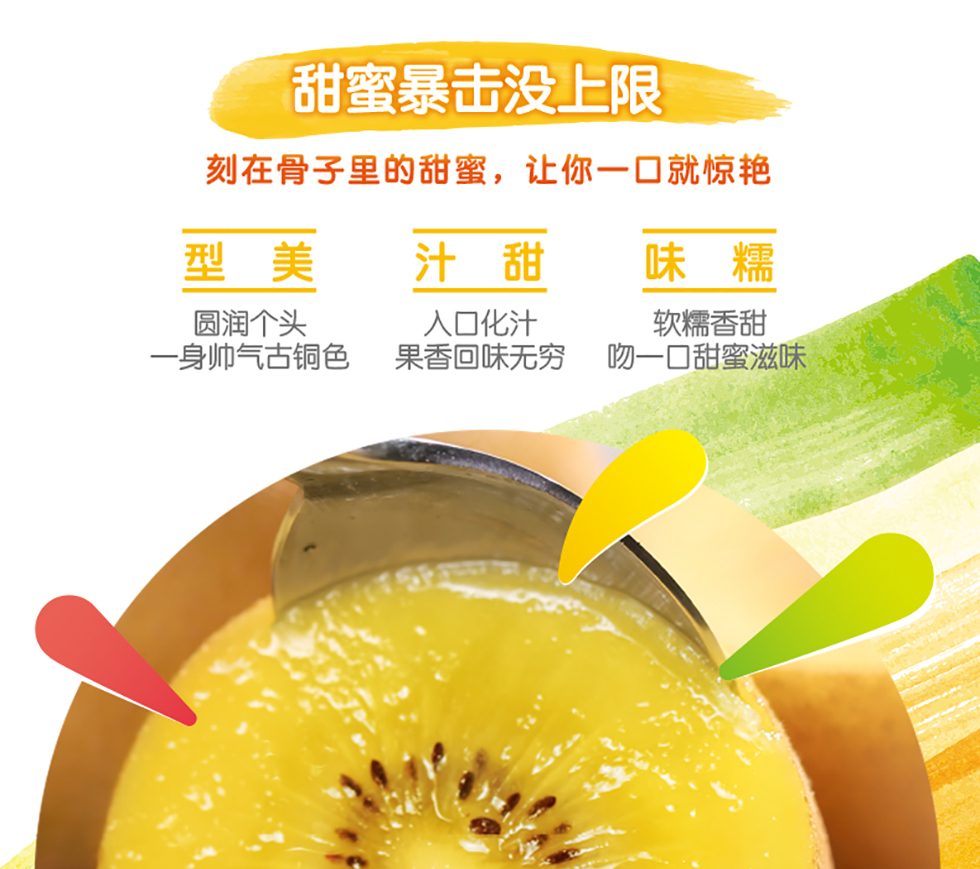 甜蜜暴击没上限
刻在骨子里的甜蜜，让你一口就惊艳
型 美
汁 甜
味 糯
圆润个头
一身帅气古铜色
入口化汁
果香回味无穷
软糯香甜
吻一口甜蜜滋味